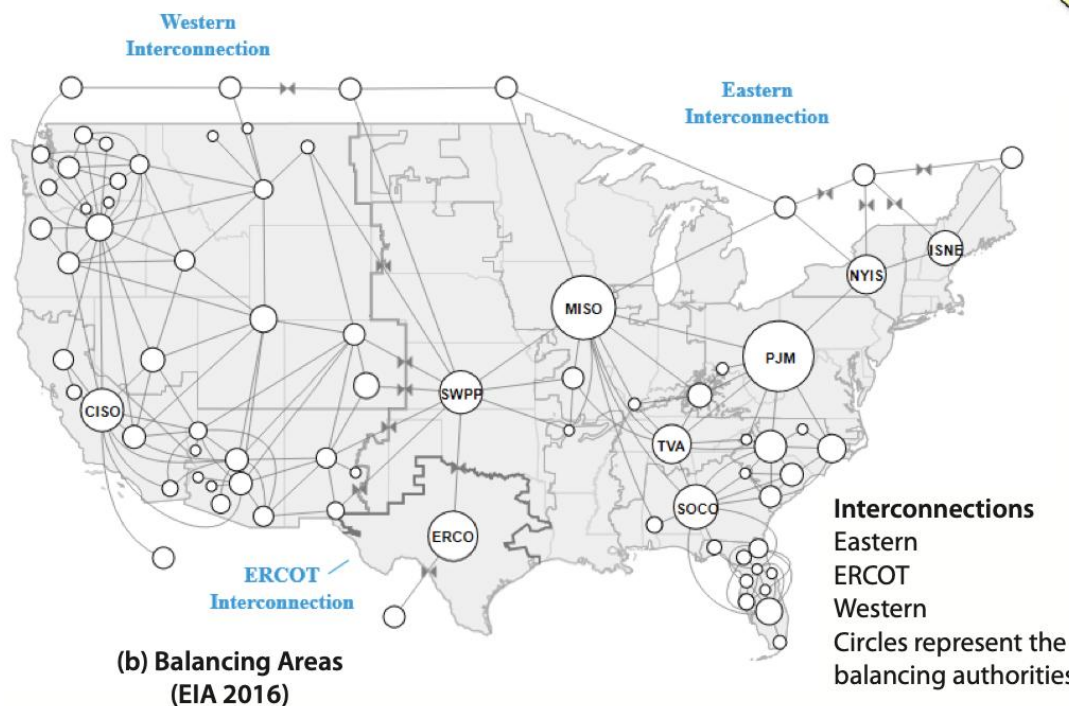 Western
Interconnection
Eastern
Interconnection
ISNE
NYIS
MISO
PJM
SWPP
CISO
TVA
SOCO
ERCO
ERCOT
Interconnection
Interconnections
Eastern
ERCOT
Western
Circles represent the
balancing authorities
(b) Balancing Areas
(EIA 2016)